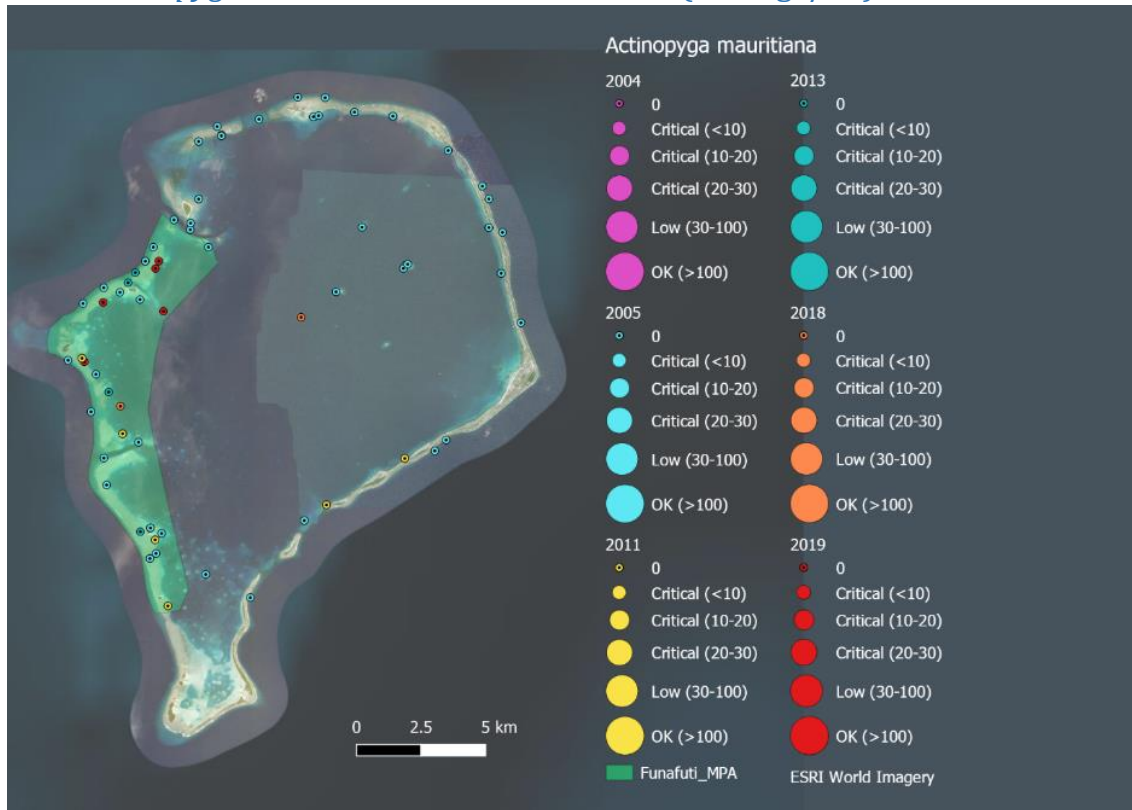 Actinopyga mauritiana
2004
0
Critical (<10)
Critical (10-20)
Critical (20-30)
Low (30-100)
OK (>100)
2005
0
Critical (<10)
Critical (10-20)
Critical (20-30)
Low (30-100)
OK (>100)
2011
0
Critical (<10)
Critical (10-20)
Critical (20-30)
Low (30-100)
OK (>100)
Funafuti_MPA
2013
0
Critical (<10)
Critical (10-20)
Critical (20-30)
Low (30-100)
OK (>100)
2018
0
Critical (<10)
Critical (10-20)
Critical (20-30)
Low (30-100)
OK (>100)
2019
0
Critical (<10)
Critical (10-20)
Critical (20-30)
Low (30-100)
OK (>100)
ESRI World Imagery
0 2.5 5 km